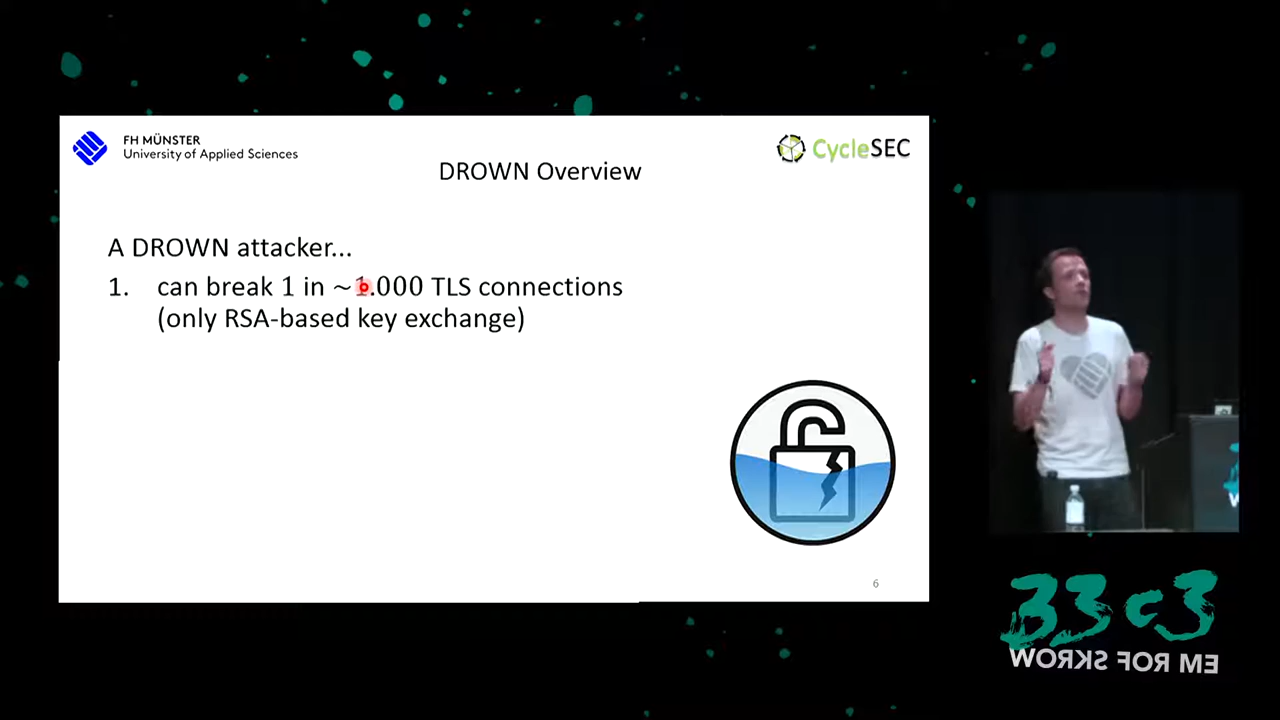 FH MÜNSTER
University of Applied Sciences
CycleSEC
DROWN Overview
A DROWN attacker...
1. can break 1 in ~1.000 TLS connections
(only RSA-based key exchange)
6
33c3
WORKS FOR ME